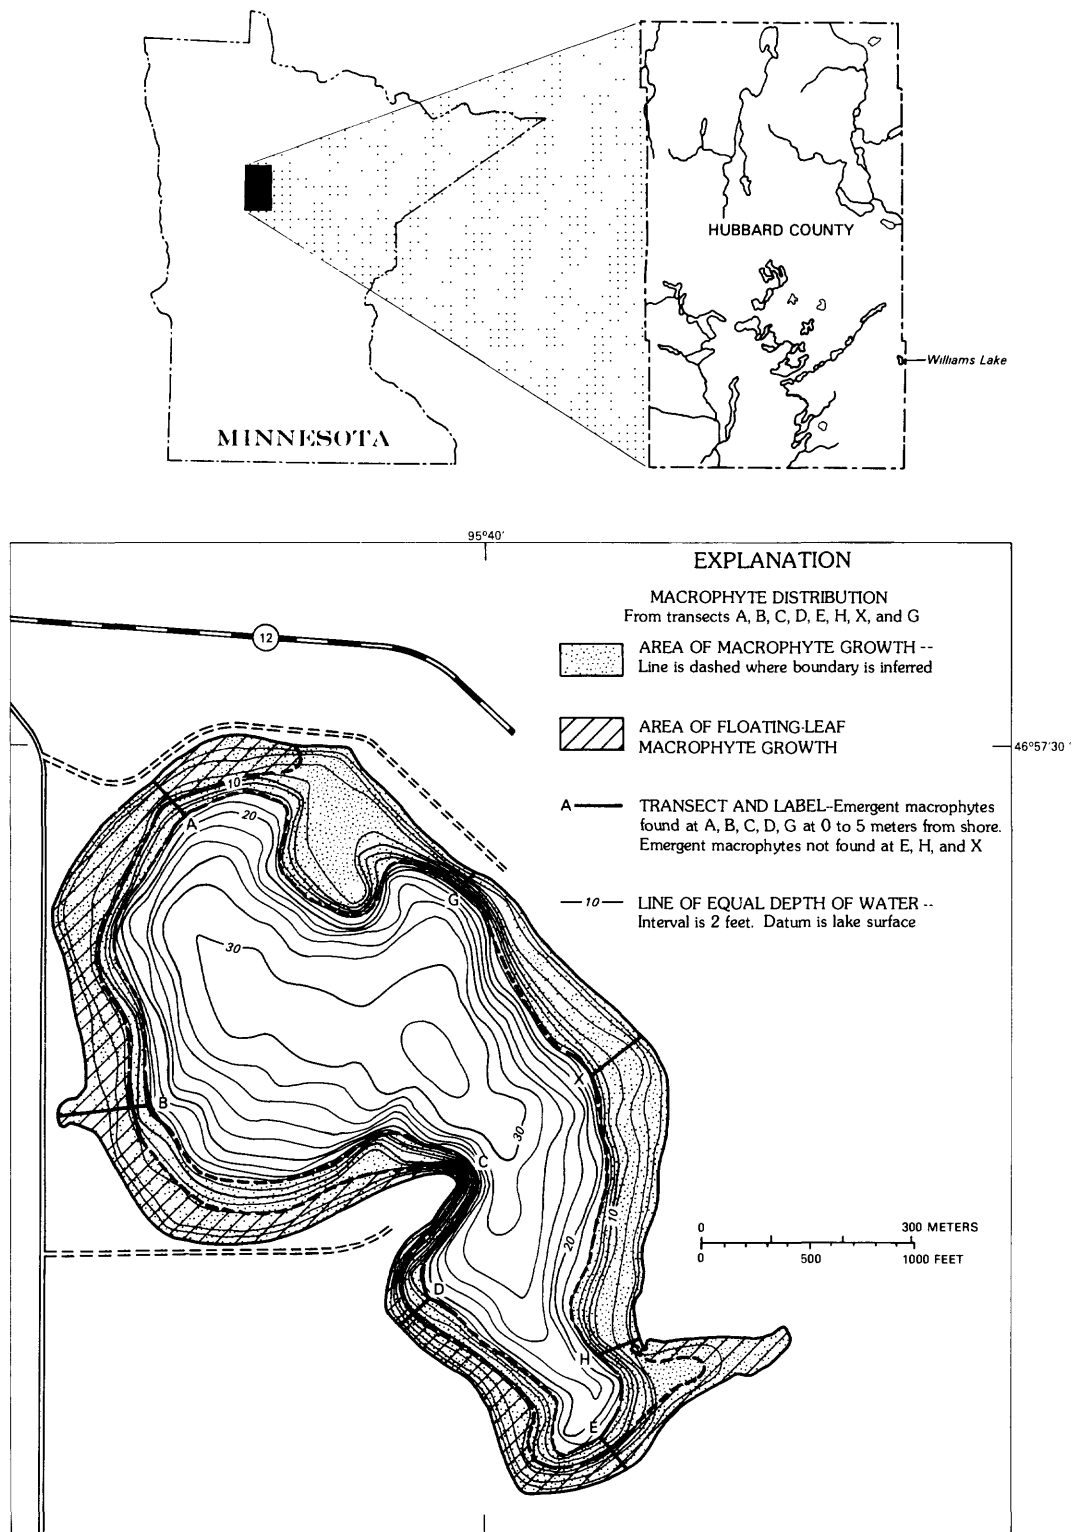 HUBBARD COUNTY
Williams Lake
MINNESOTA
95°40'
EXPLANATION
MACROPHYTE DISTRIBUTION
From transects A, B, C, D, E, H, X, and G
AREA OF MACROPHYTE GROWTH --
Line is dashed where boundary is inferred
12
AREA OF FLOATING-LEAF
MACROPHYTE GROWTH
46°57'30"
A
TRANSECT AND LABEL--Emergent macrophytes
found at A, B, C, D, G at 0 to 5 meters from shore.
Emergent macrophytes not found at E, H, and X
10
LINE OF EQUAL DEPTH OF WATER --
Interval is 2 feet. Datum is lake surface
10
20
A
G
30
X
B
30
C
10
20
D
H
E
0 300 METERS
0 500 1000 FEET